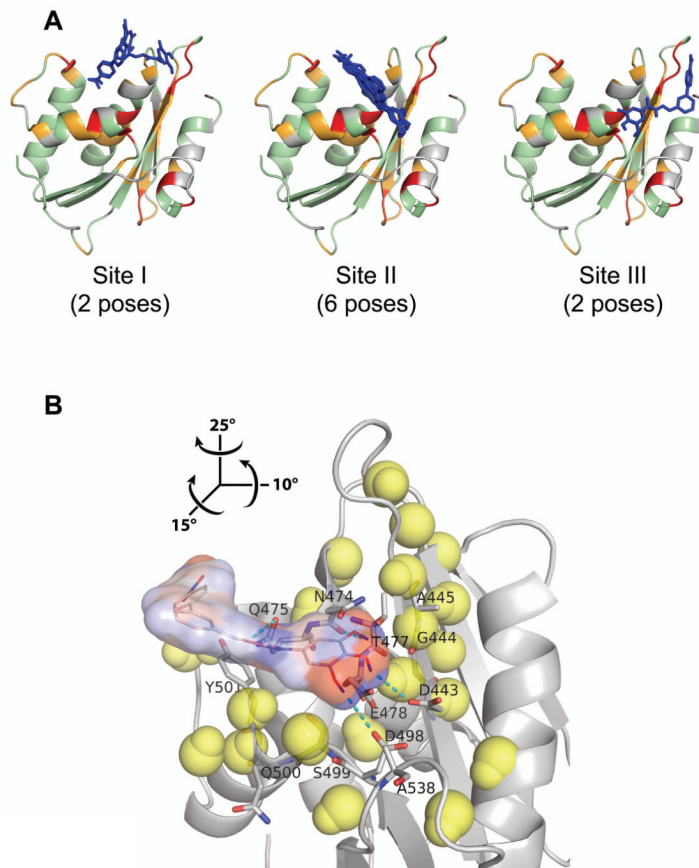 A
Site I
(2 poses)
Site II
(6 poses)
Site III
(2 poses)
B
25°
10°
15°
N474
Q475
A445
T477
G444
Y501
D443
E478
D498
Q500
S499
A538